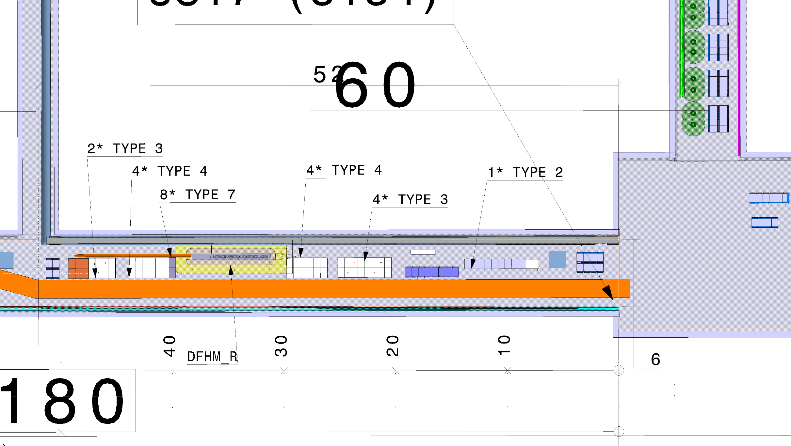 52
60
2* TYPE 3
4* TYPE 4
8* TYPE 7
4* TYPE 4
4* TYPE 3
1* TYPE 2
DFHM_R
40
30
20
10
6
180